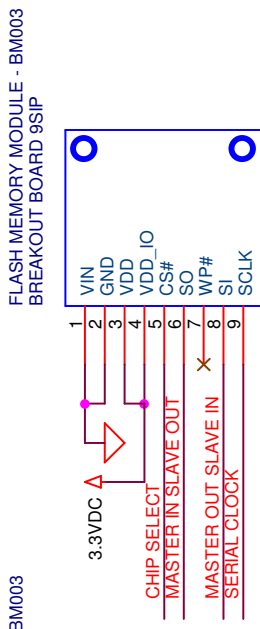 FLASH MEMORY MODULE - BM003
BREAKOUT BOARD 9SIP
BM003
1 VIN
2 GND
3 VDD
4 VDD_IO
5 CS#
6 SO
7 WP#
8 SI
9 SCLK
3.3VDC
CHIP SELECT
MASTER IN SLAVE OUT
MASTER OUT SLAVE IN
SERIAL CLOCK